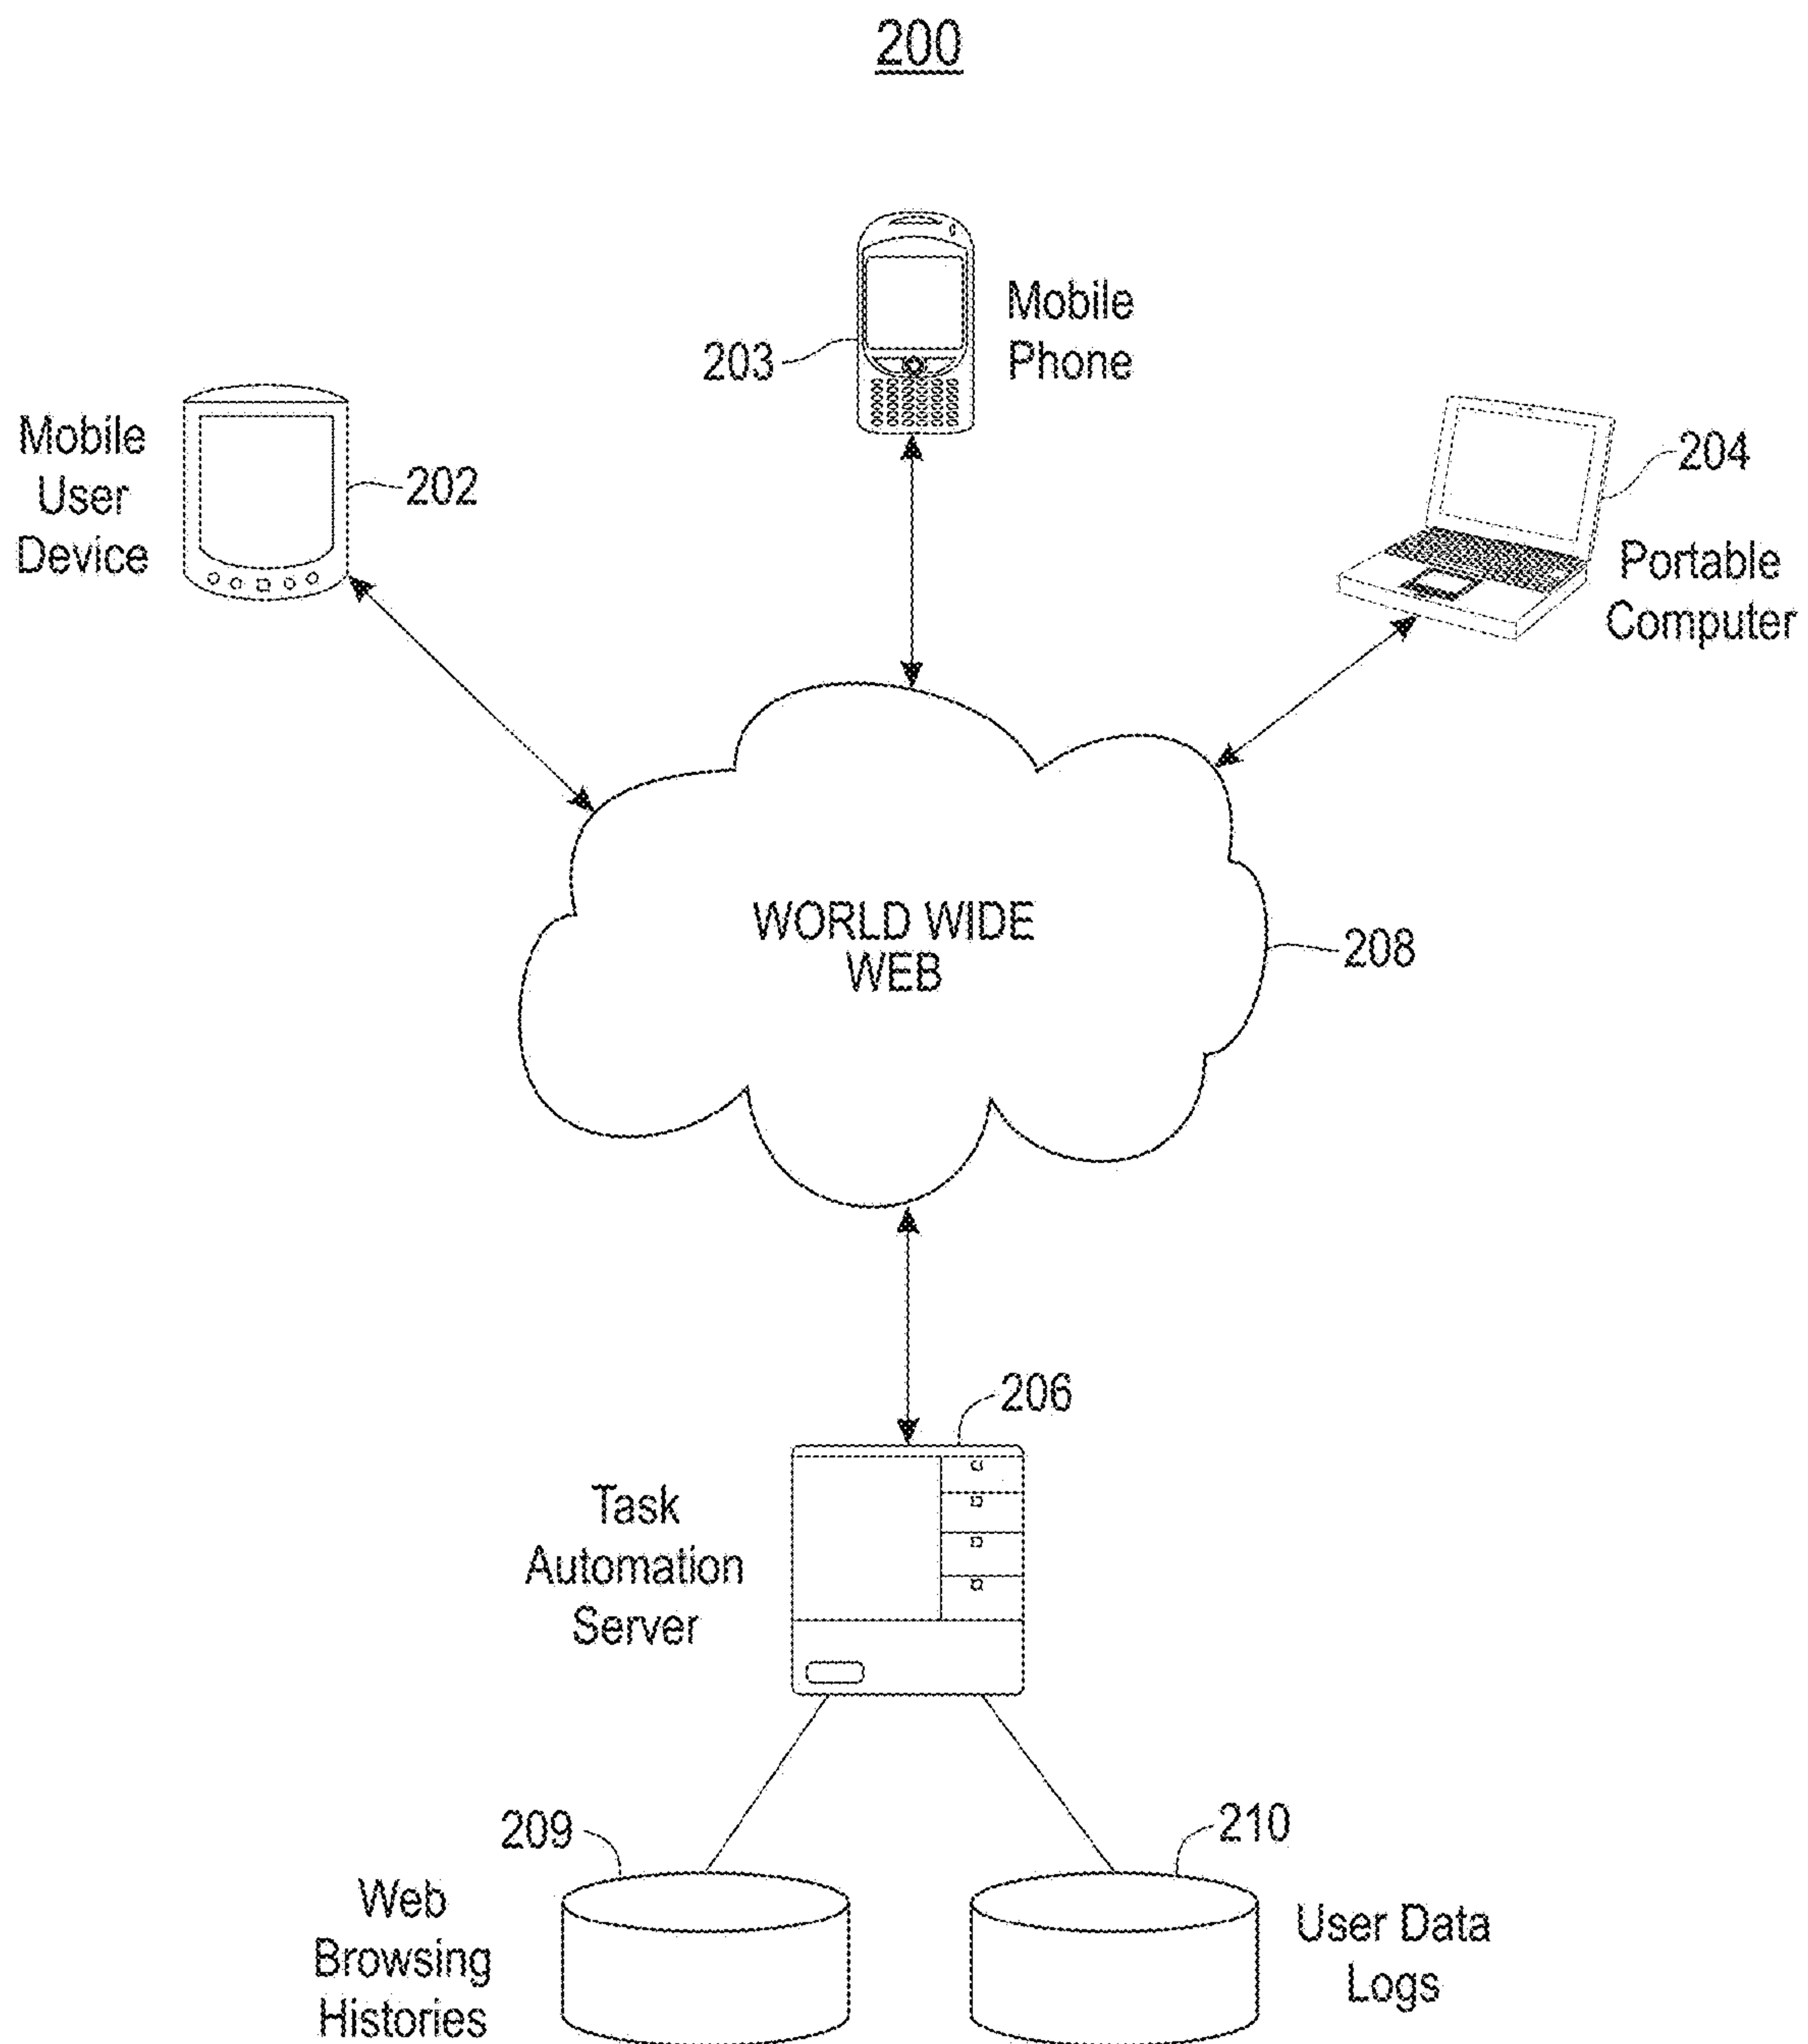 200
Mobile
Phone
203
Mobile
User
Device
202
204
Portable
Computer
WORLD WIDE
WEB
208
206
Task
Automation
Server
209
210
Web
Browsing
Histories
User Data
Logs